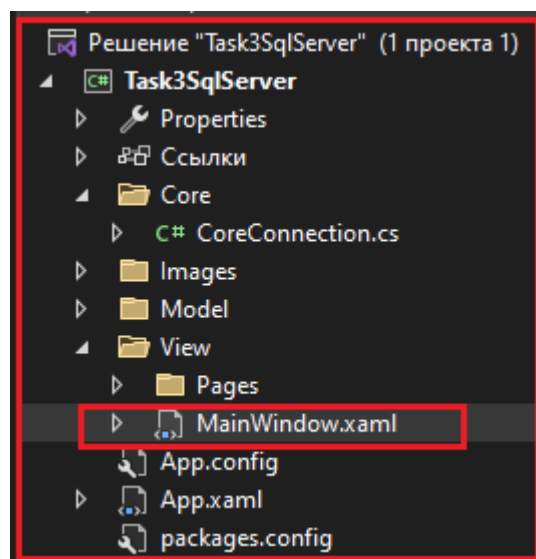 Решение "Task3SqlServer" (1 проекта 1)
C# Task3SqlServer
Properties
Ссылки
Core
C# CoreConnection.cs
Images
Model
View
Pages
MainWindow.xaml
App.config
App.xaml
packages.config